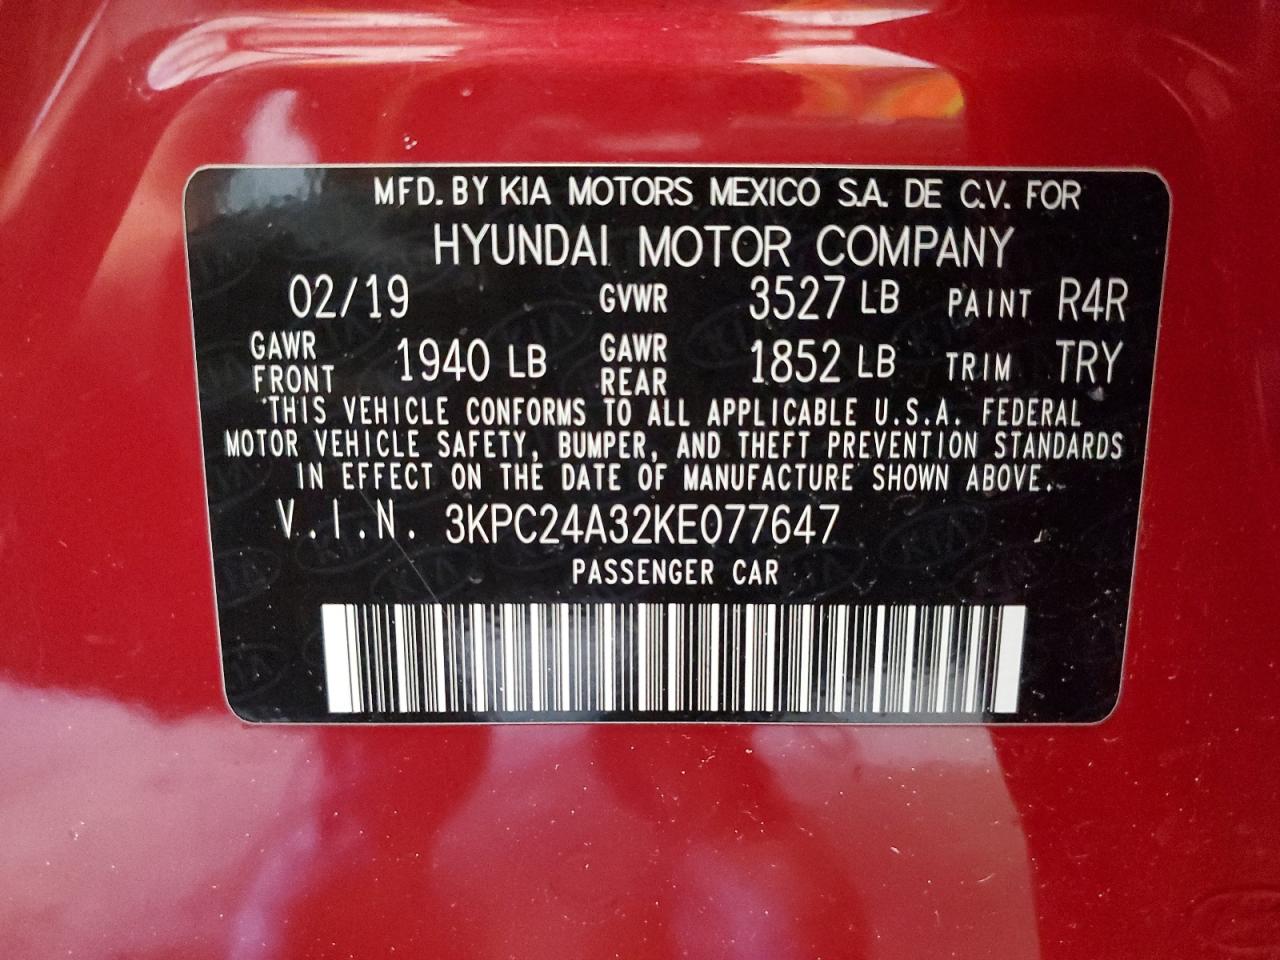 MFD. BY KIA MOTORS MEXICO S.A. DE C.V. FOR
HYUNDAI MOTOR COMPANY
02/19 GVWR 3527 LB PAINT R4R
GAWR FRONT 1940 LB GAWR REAR 1852 LB TRIM TRY
THIS VEHICLE CONFORMS TO ALL APPLICABLE U.S.A. FEDERAL
MOTOR VEHICLE SAFETY, BUMPER, AND THEFT PREVENTION STANDARDS
IN EFFECT ON THE DATE OF MANUFACTURE SHOWN ABOVE.
V.I.N. 3KPC24A32KE077647
PASSENGER CAR